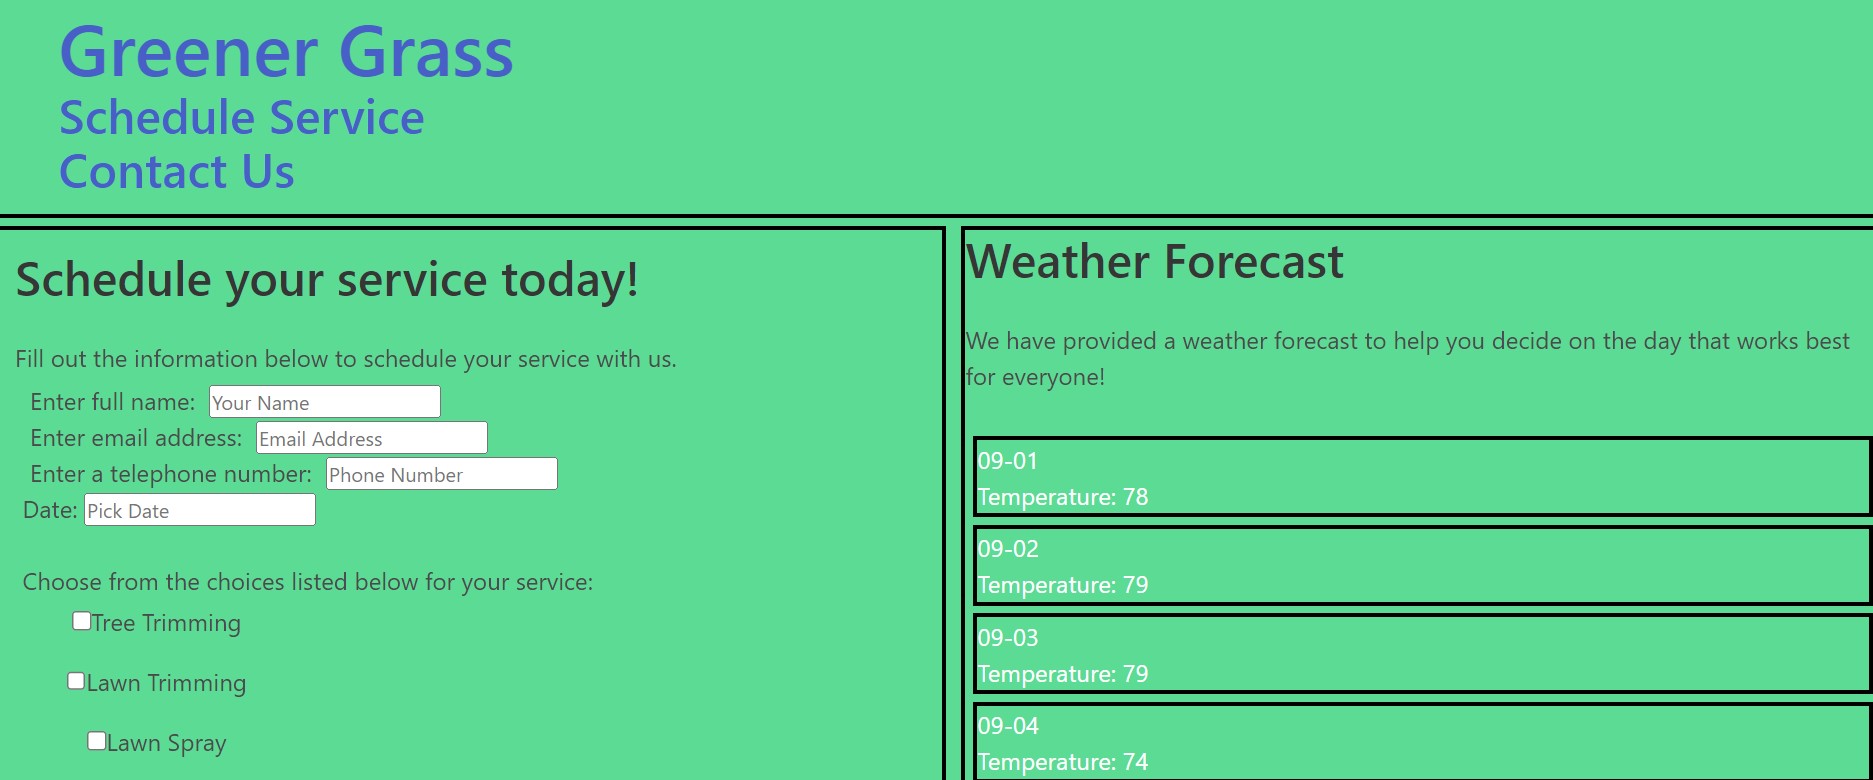 Greener Grass
Schedule Service
Contact Us
Schedule your service today!
Fill out the information below to schedule your service with us.
Enter full name: Your Name
Enter email address: Email Address
Enter a telephone number: Phone Number
Date: Pick Date
Choose from the choices listed below for your service:
Tree Trimming
Lawn Trimming
Lawn Spray
Weather Forecast
We have provided a weather forecast to help you decide on the day that works best
for everyone!
09-01
Temperature: 78
09-02
Temperature: 79
09-03
Temperature: 79
09-04
Temperature: 74